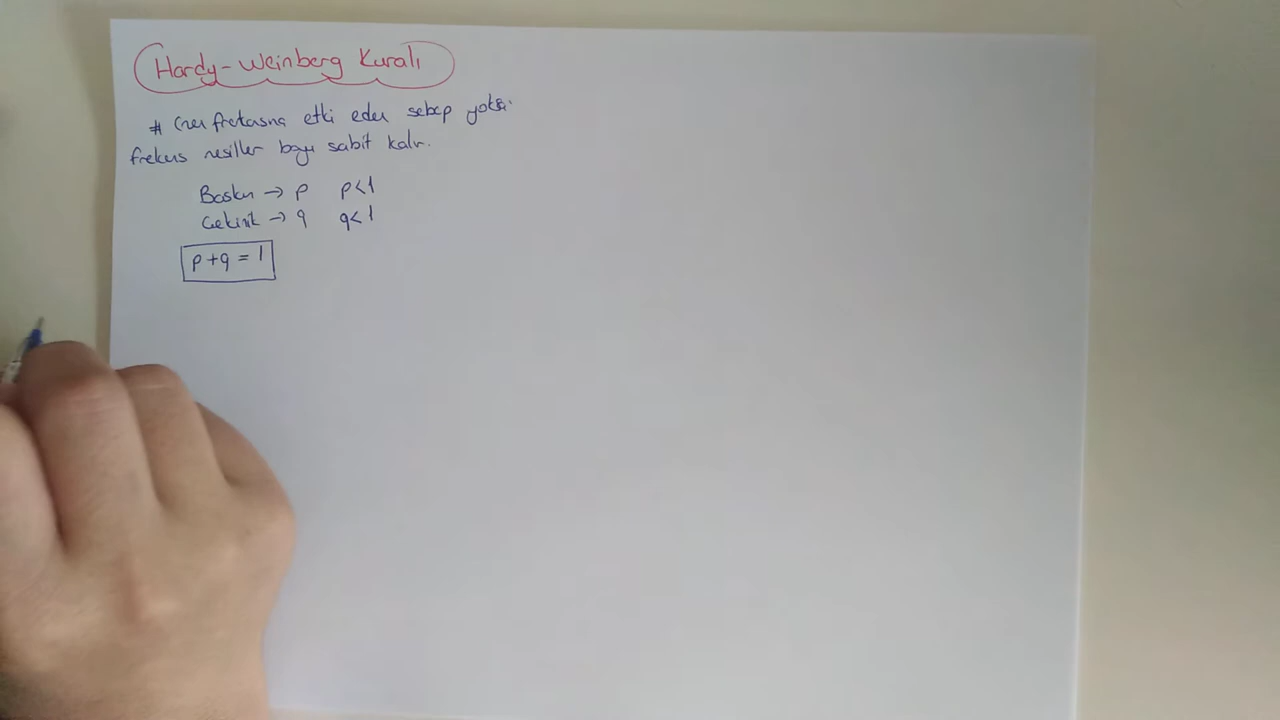 Hardy-Weinberg Kuralı
# Gen frekansına etki eden sebep yoksa
frekans nesiller boyu sabit kalır.
Baskın → p p<1
Çekinik → q q<1
p+q = 1